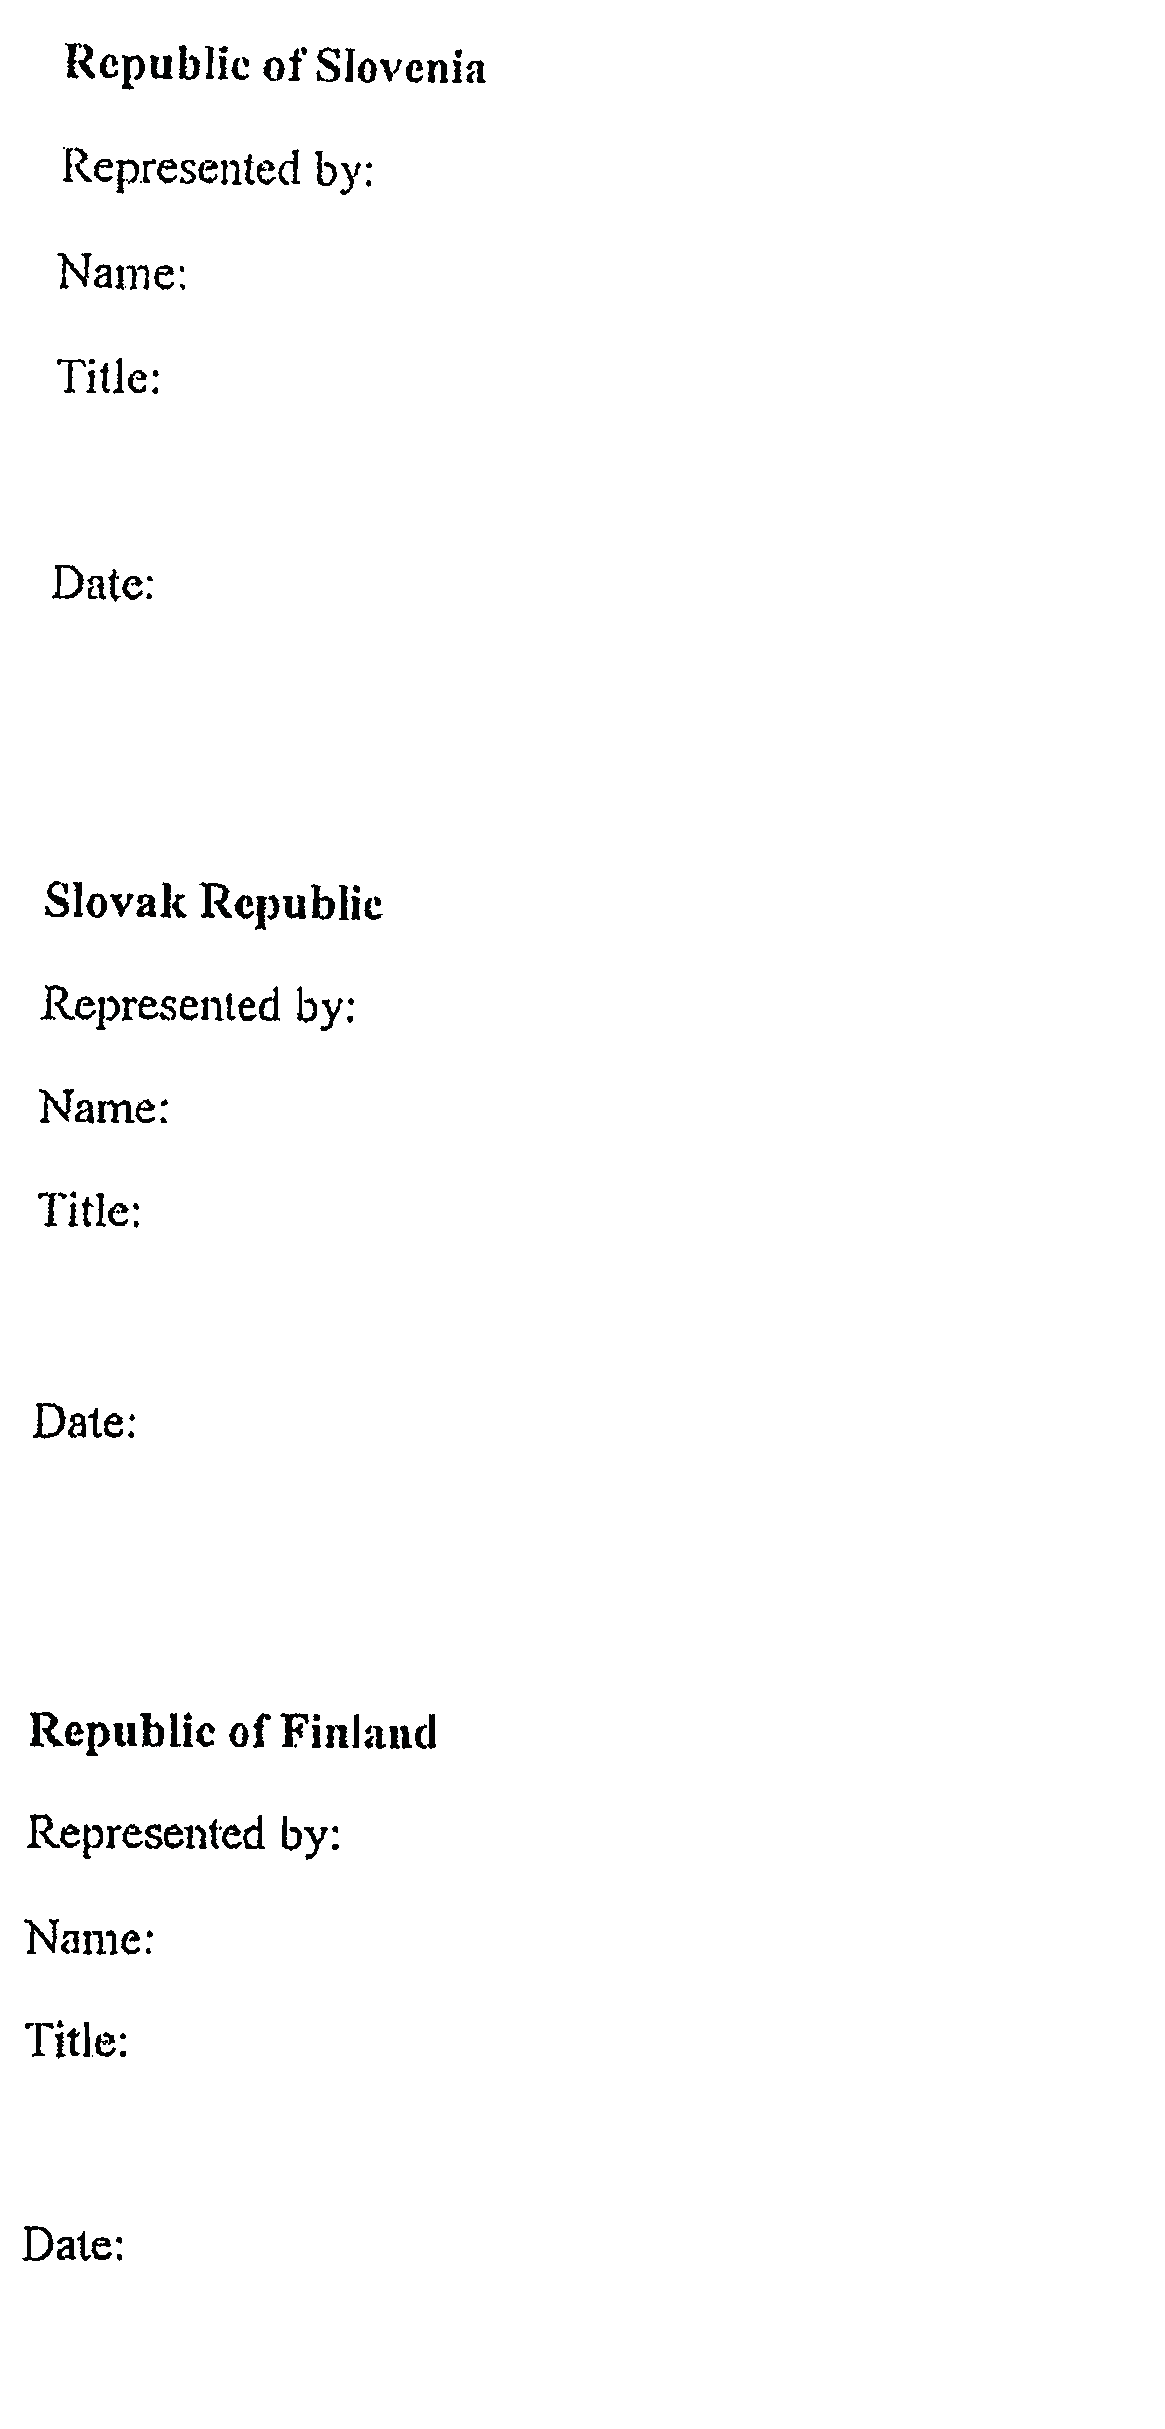 Republic of Slovenia
Represented by:
Name:
Title:
Date:
Slovak Republic
Represented by:
Name:
Title:
Date:
Republic of Finland
Represented by:
Name:
Title:
Date: